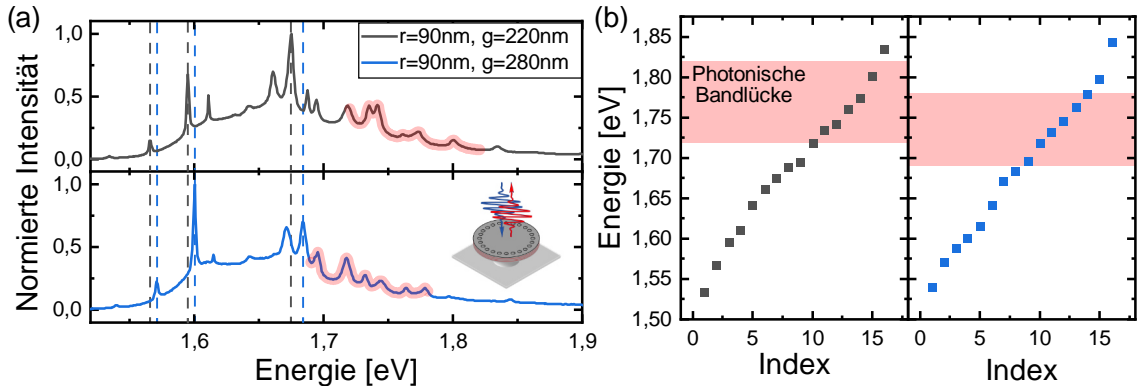 (a)
r=90nm, g=220nm
r=90nm, g=280nm
1,0
0,5
0,0
1,0
0,5
0,0
Normierte Intensität
1,6 1,7 1,8 1,9
Energie [eV]
(b)
Photonische
Bandlücke
1,85
1,80
1,75
1,70
1,65
1,60
1,55
1,50
Energie [eV]
0 5 10 15 0 5 10 15
Index Index